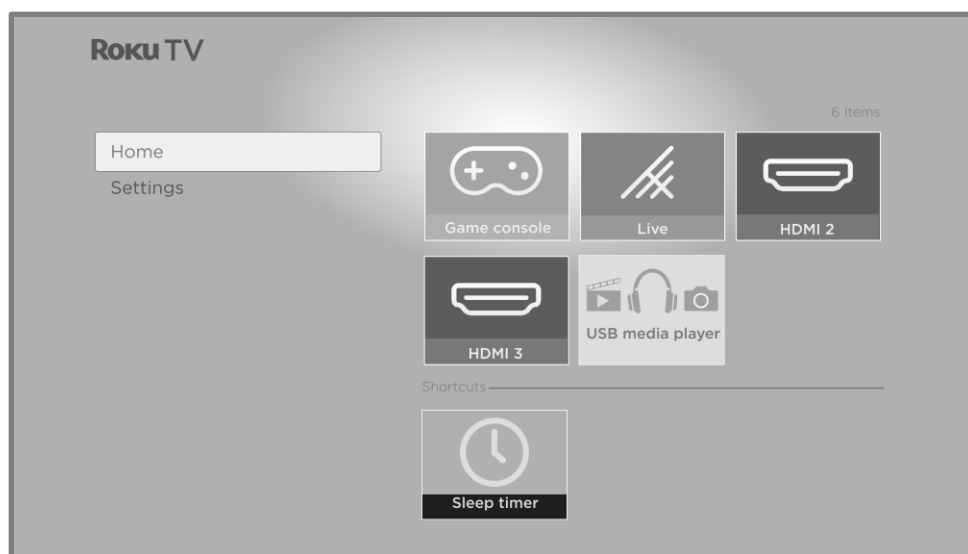 Roku TV
6 Items
Home
Settings
Game console
Live
HDMI 2
HDMI 3
USB media player
Shortcuts
Sleep timer